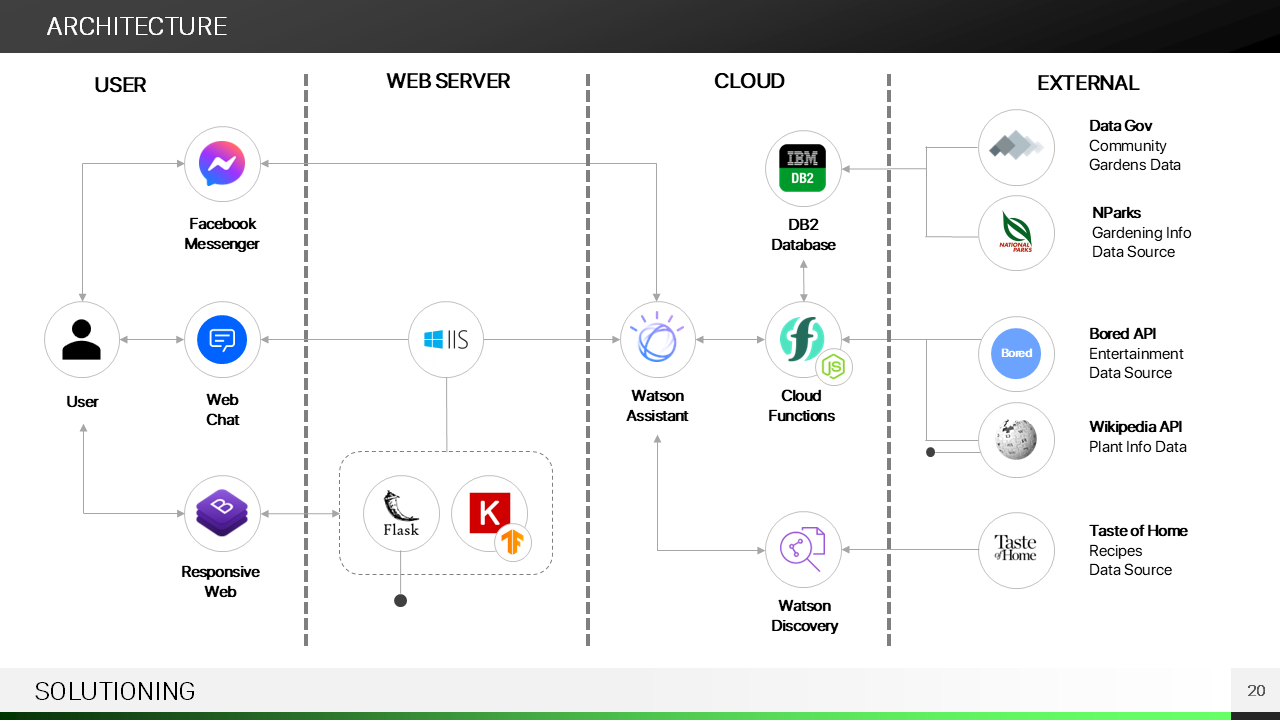 ARCHITECTURE
USER
WEB SERVER
CLOUD
EXTERNAL
Facebook
Messenger
IBM
DB2
DB2
Database
Data Gov
Community
Gardens Data
NATIONAL
PARKS
NParks
Gardening Info
Data Source
User
Web
Chat
IIS
Watson
Assistant
JS
Cloud
Functions
Bored
Bored API
Entertainment
Data Source
Wikipedia API
Plant Info Data
Responsive
Web
Flask
K
Watson
Discovery
Taste
of Home
Taste of Home
Recipes
Data Source
SOLUTIONING
20